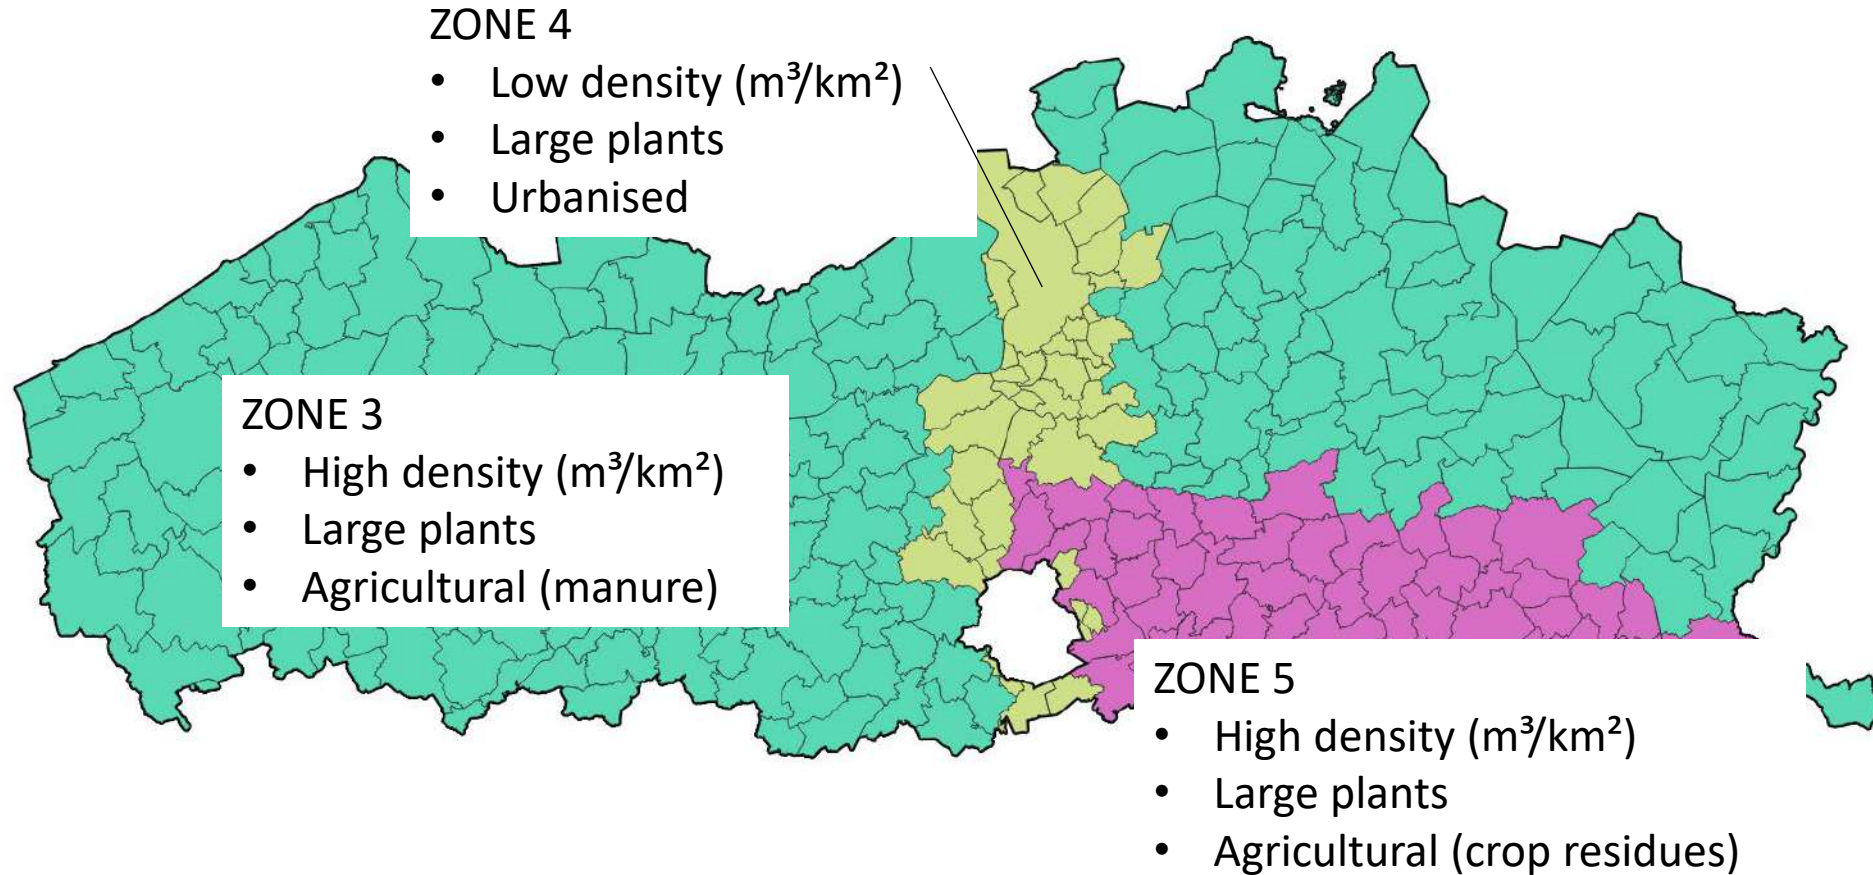 ZONE 4
• Low density (m³/km²)
• Large plants
• Urbanised
ZONE 3
• High density (m³/km²)
• Large plants
• Agricultural (manure)
ZONE 5
• High density (m³/km²)
• Large plants
• Agricultural (crop residues)